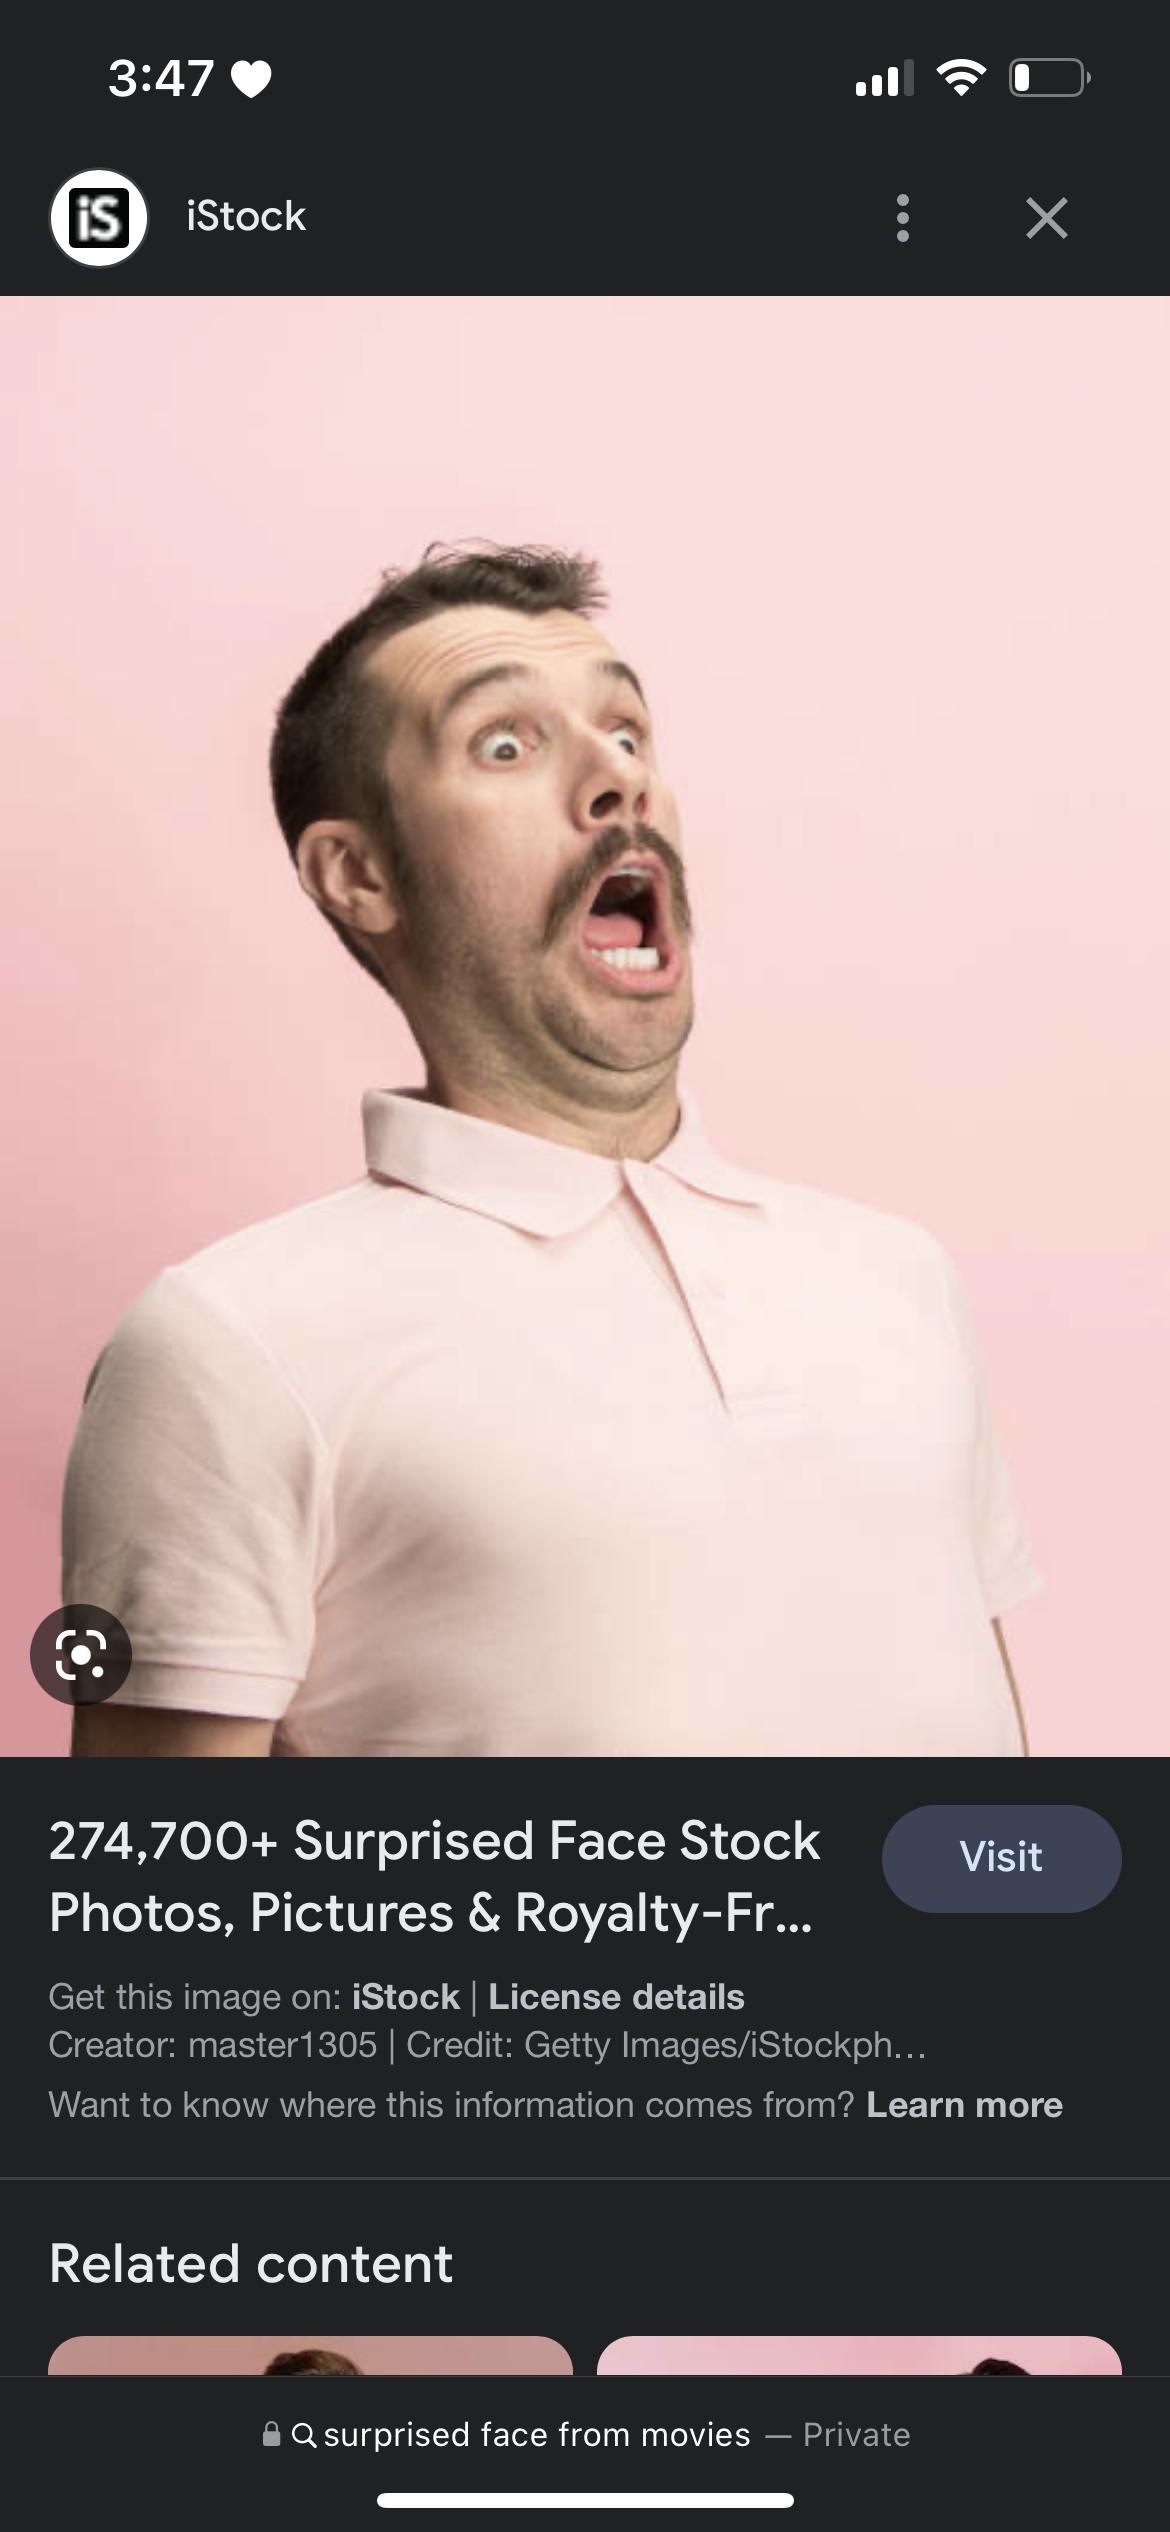 3:47
iS
iStock
274,700+ Surprised Face Stock
Visit
Photos, Pictures & Royalty-Fr...
Get this image on: iStock | License details
Creator: master1305 | Credit: Getty Images/iStockph...
Want to know where this information comes from? Learn more
Related content
surprised face from movies — Private